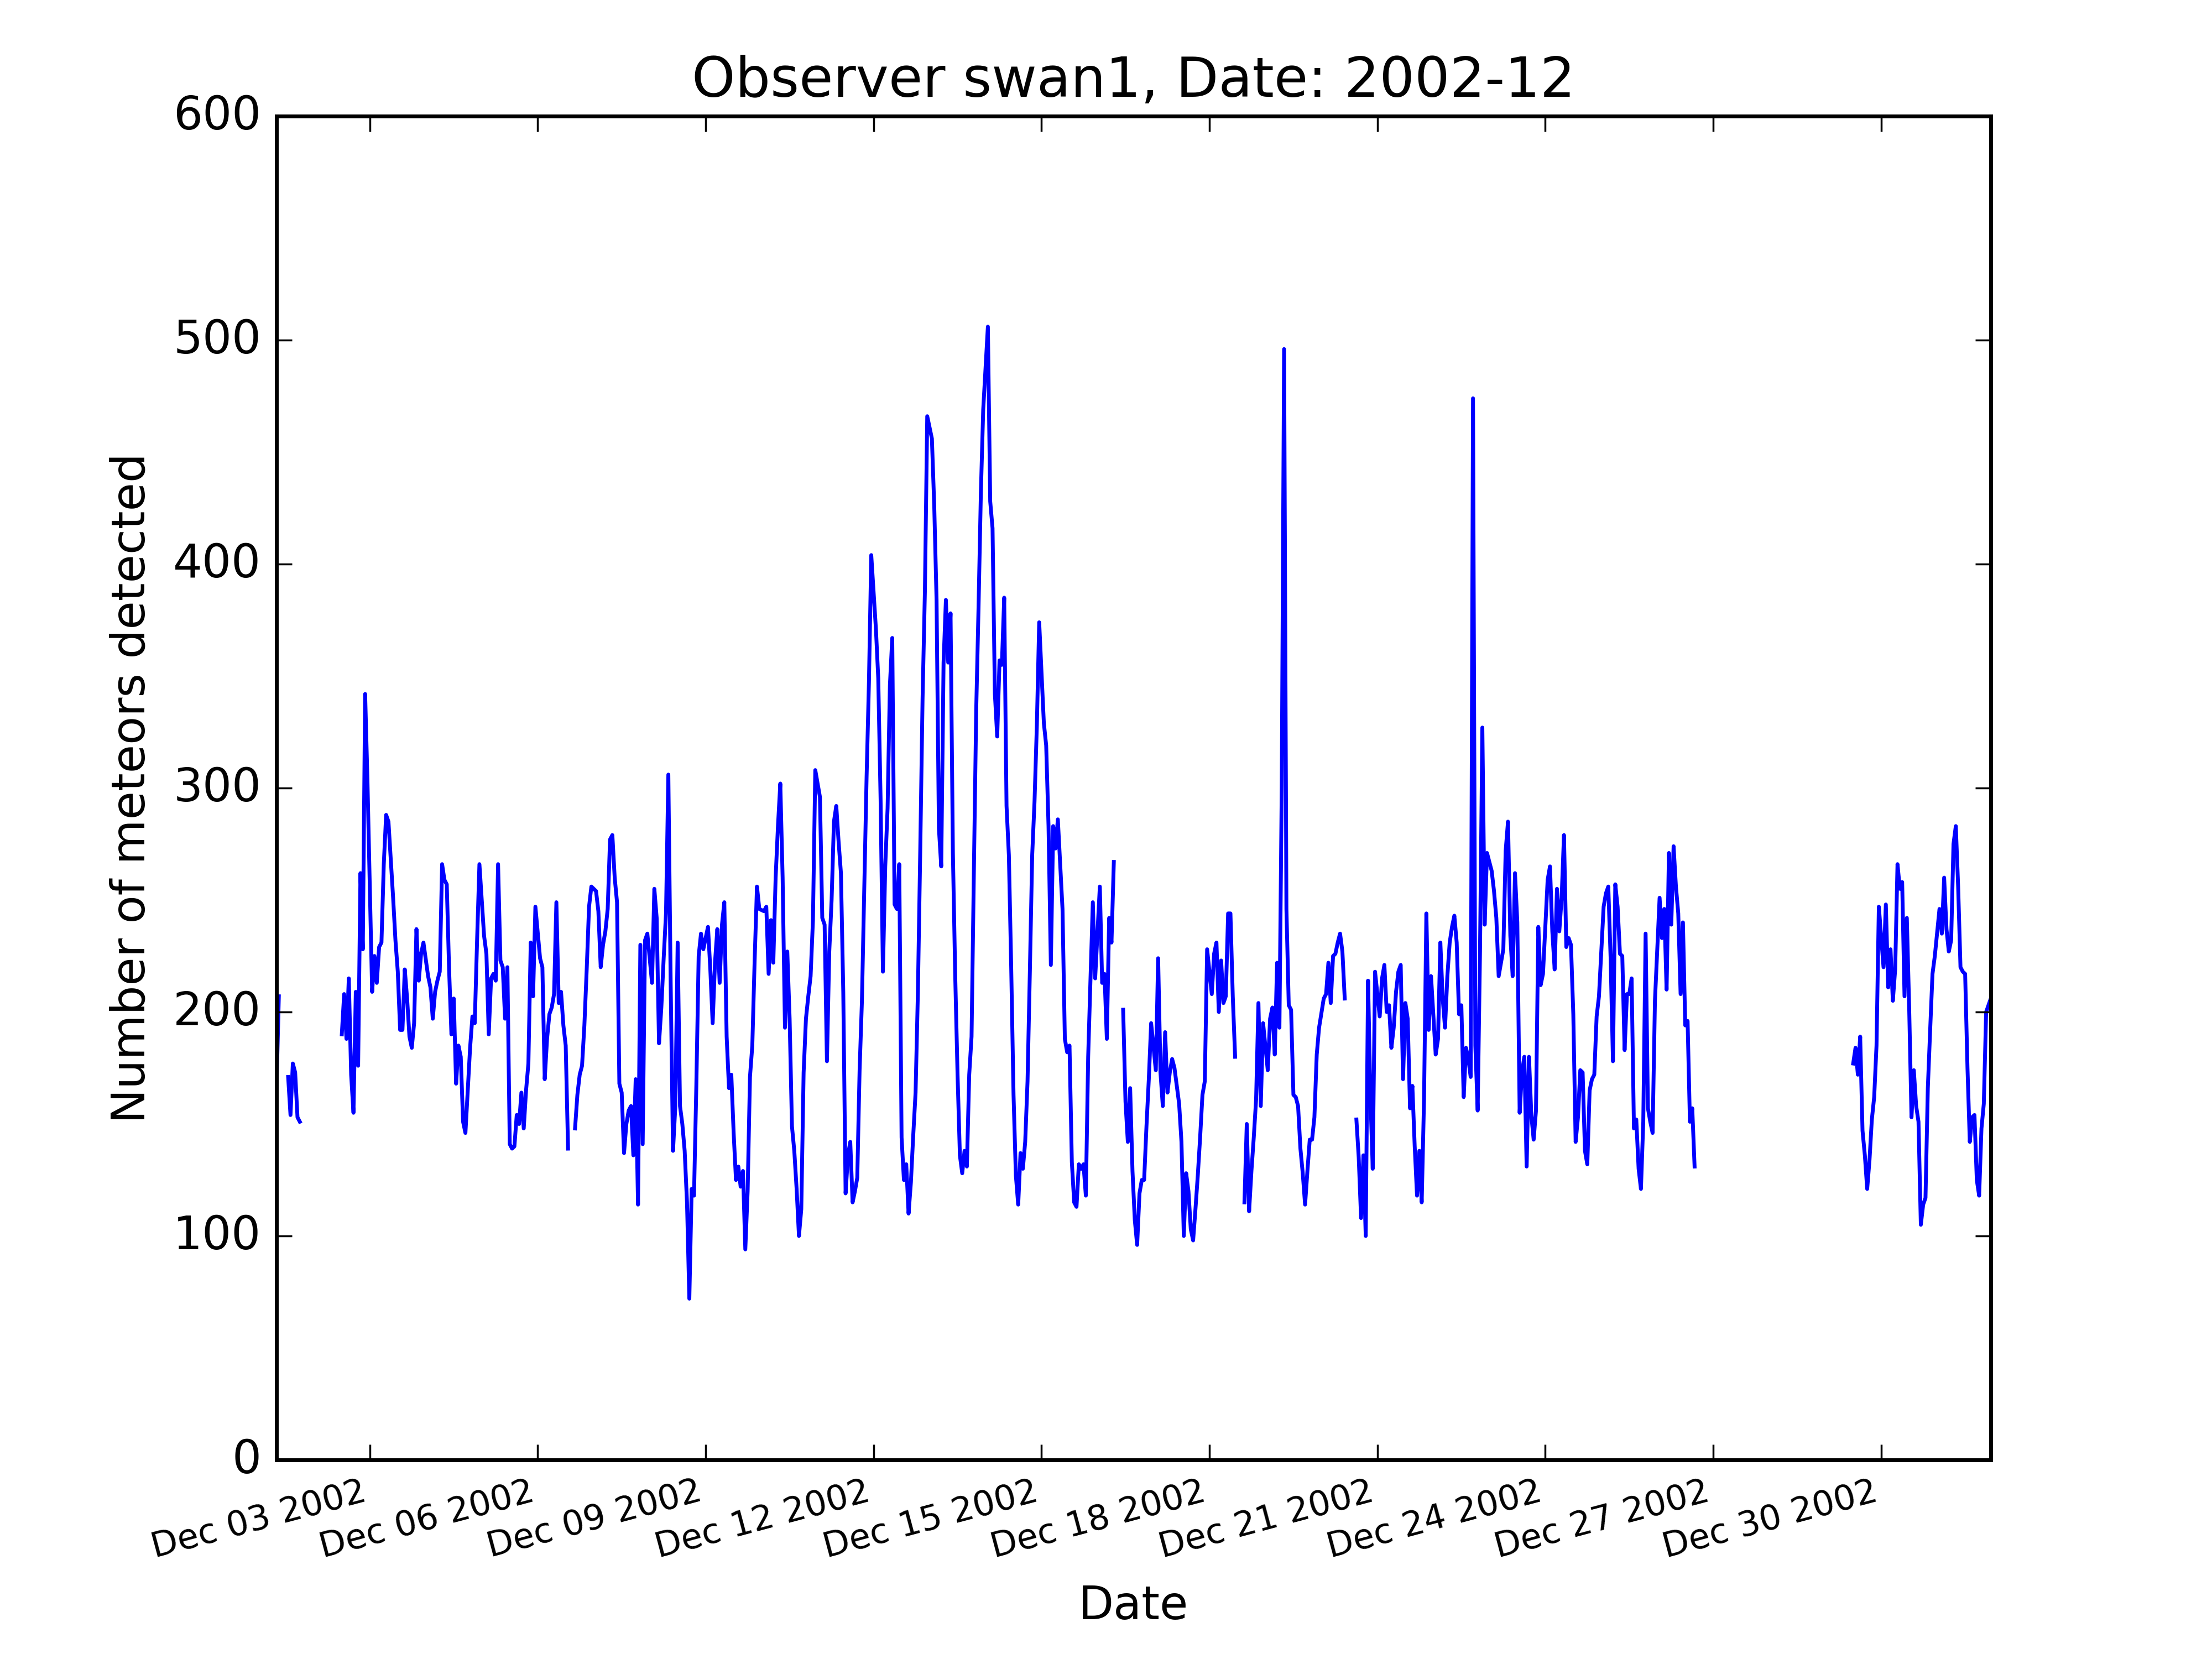 Observer swan1, Date: 2002-12
600
500
400
300
200
100
0
Number of meteors detected
Dec 03 2002
Dec 06 2002
Dec 09 2002
Dec 12 2002
Dec 15 2002
Dec 18 2002
Dec 21 2002
Dec 24 2002
Dec 27 2002
Dec 30 2002
Date